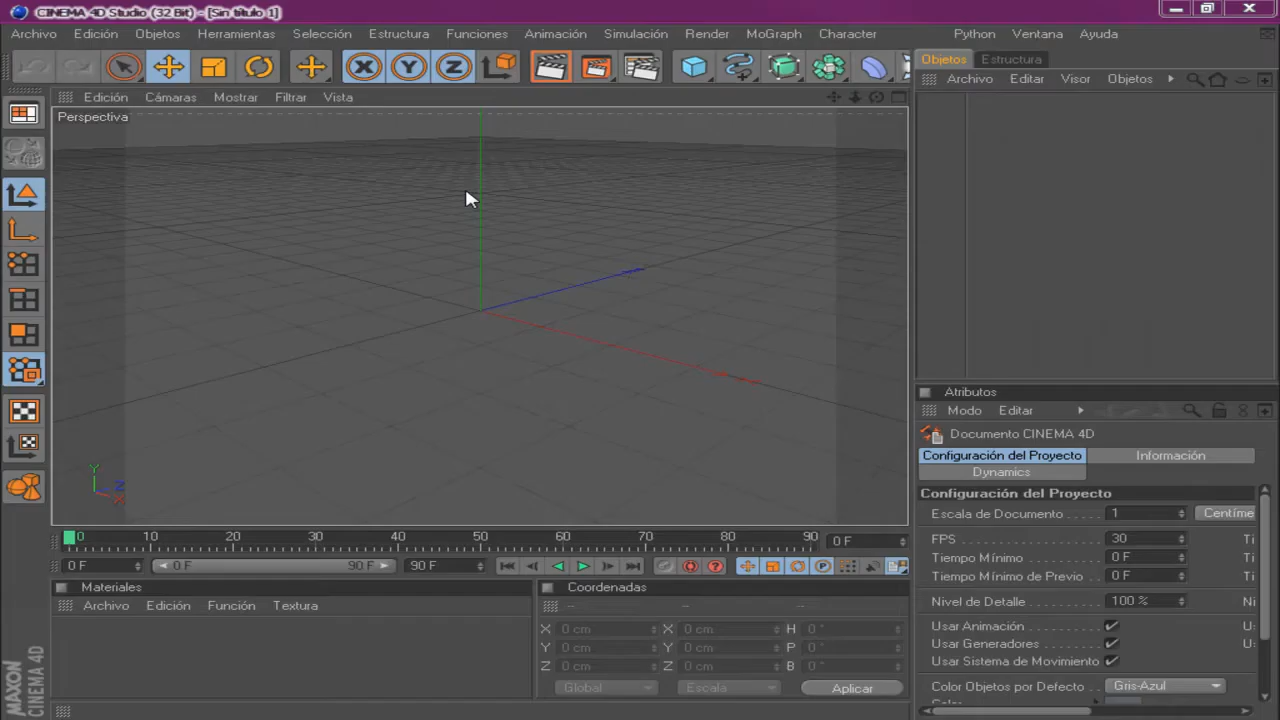 CINEMA 4D Studio (32 Bit) - [Sin título 1]
Archivo Edición Objetos Herramientas Selección Estructura Funciones Animación Simulación Render MoGraph Character Python Ventana Ayuda
Objetos Estructura
Archivo Editar Visor Objetos
Edición Cámaras Mostrar Filtrar Vista
Perspectiva
Y
Z
X
Atributos
Modo Editar
Documento CINEMA 4D
Configuración del Proyecto Información
Dynamics
Configuración del Proyecto
Escala de Documento 1 Centíme
FPS 30 Ti
Tiempo Mínimo 0 F Ti
Tiempo Mínimo de Previo 0 F Ti
Nivel de Detalle 100 % Ni
Usar Animación U
Usar Generadores U
Usar Sistema de Movimiento
Color Objetos por Defecto Gris-Azul
0 10 20 30 40 50 60 70 80 90 0 F
0 F 0 F 90 F 90 F
Materiales
Archivo Edición Función Textura
Coordenadas
-- -- --
X 0 cm X 0 cm H 0 °
Y 0 cm Y 0 cm P 0 °
Z 0 cm Z 0 cm B 0 °
Global Escala Aplicar
MAXON
CINEMA 4D